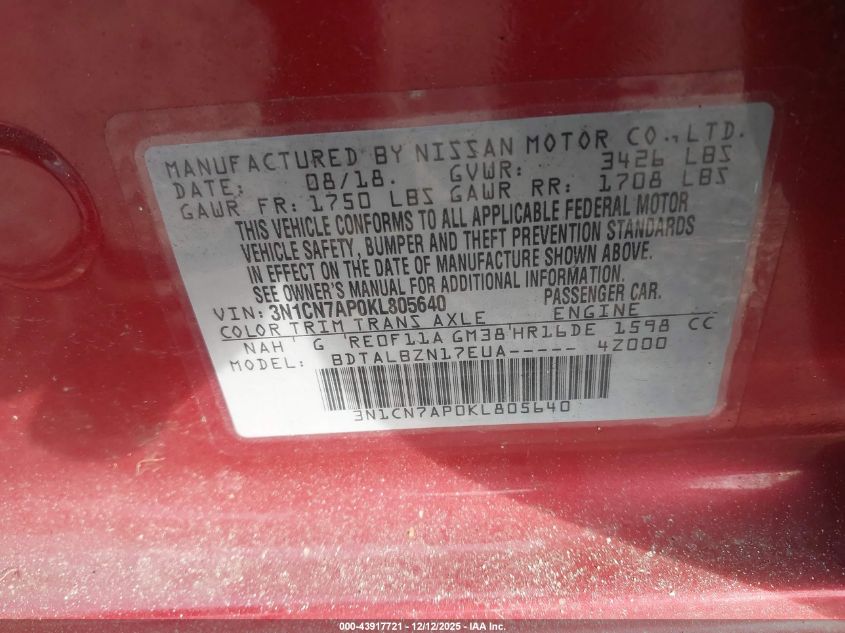 MANUFACTURED BY NISSAN MOTOR CO.,LTD.
DATE: 08/18. GVWR: 3426 LBS
GAWR FR: 1750 LBS GAWR RR: 1708 LBS
THIS VEHICLE CONFORMS TO ALL APPLICABLE FEDERAL MOTOR
VEHICLE SAFETY, BUMPER AND THEFT PREVENTION STANDARDS
IN EFFECT ON THE DATE OF MANUFACTURE SHOWN ABOVE.
SEE OWNER'S MANUAL FOR ADDITIONAL INFORMATION.
VIN: 3N1CN7AP0KL805640 PASSENGER CAR.
COLOR TRIM TRANS AXLE ENGINE
NAH G RE0F11A GM38 HR16DE 1598 CC
MODEL: BDTALBZN17EUA----- 4Z000
3N1CN7AP0KL805640
000-43917721 - 12/12/2025 - IAA Inc.